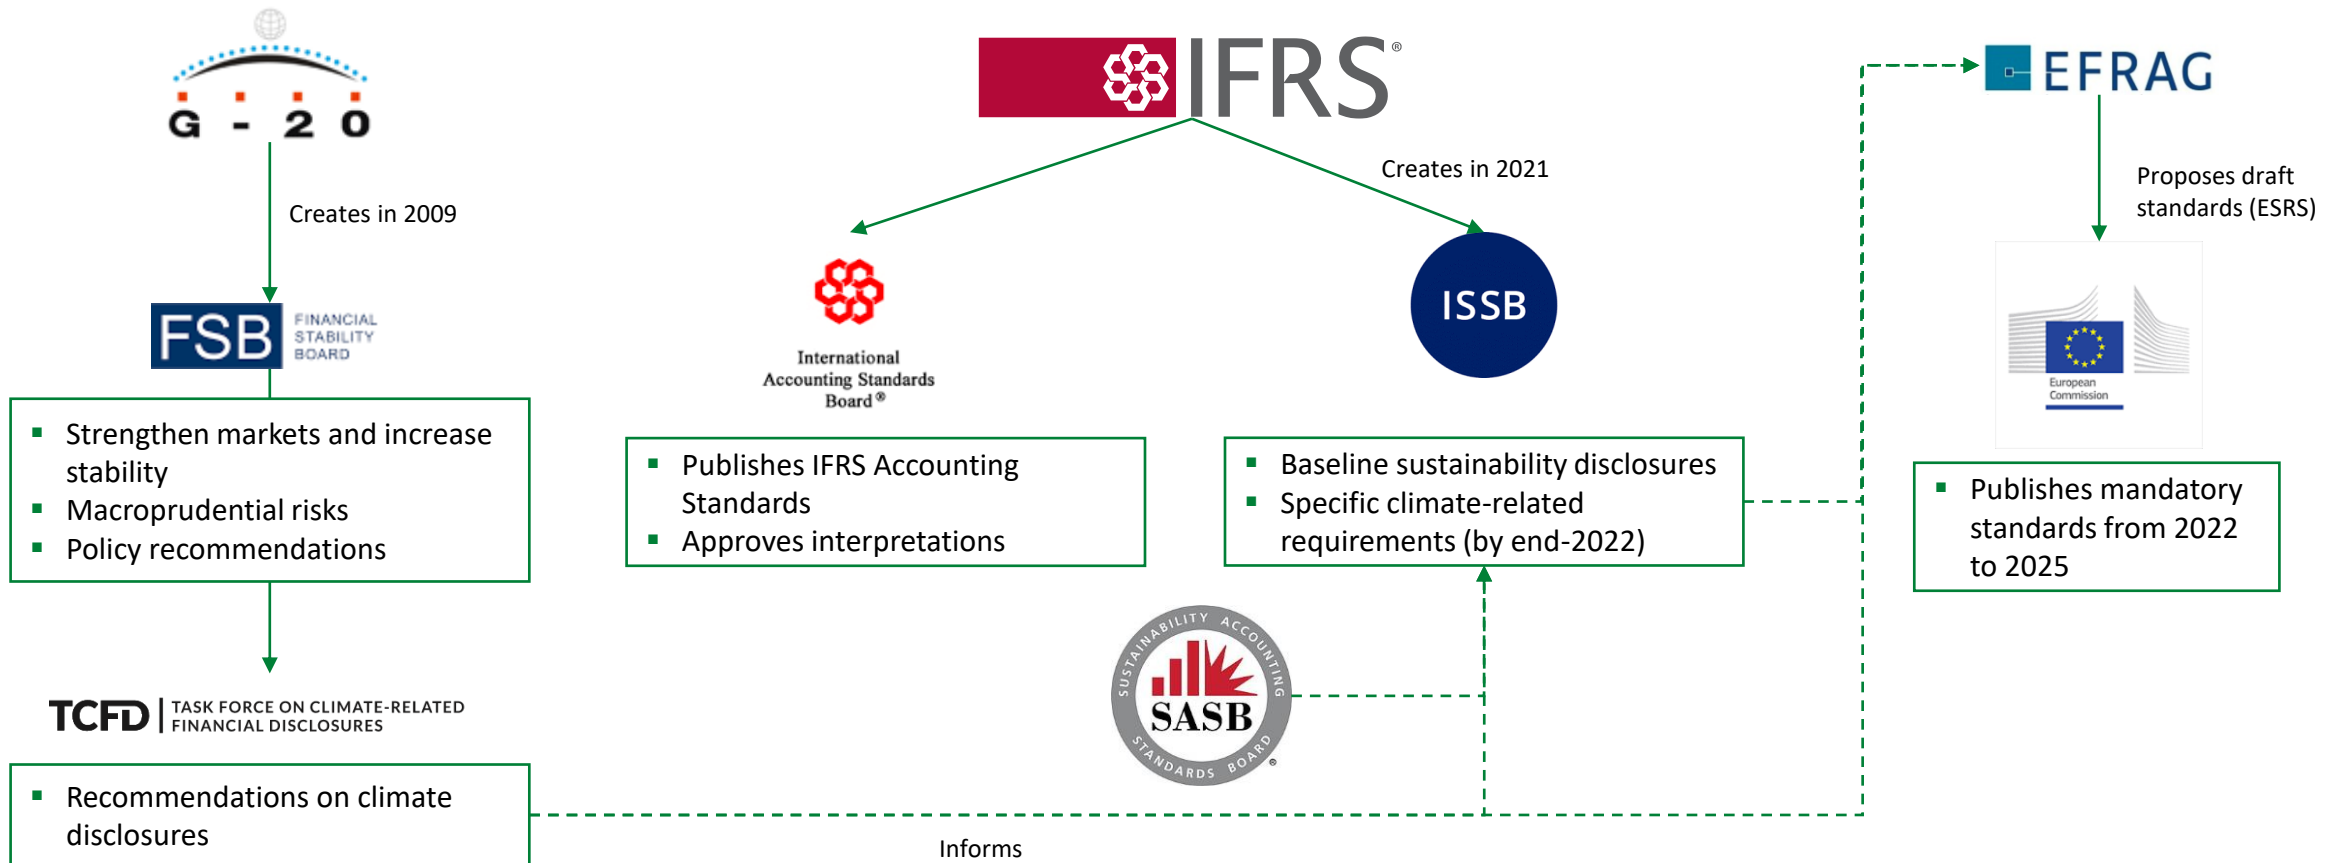 G - 20
Creates in 2009
FSB
FINANCIAL
STABILITY
BOARD
Strengthen markets and increase
stability
Macroprudential risks
Policy recommendations
TCFD
TASK FORCE ON CLIMATE-RELATED
FINANCIAL DISCLOSURES
Recommendations on climate
disclosures
IFRS®
Creates in 2021
International
Accounting Standards
Board®
Publishes IFRS Accounting
Standards
Approves interpretations
ISSB
Baseline sustainability disclosures
Specific climate-related
requirements (by end-2022)
SUSTAINABILITY ACCOUNTING
SASB
STANDARDS BOARD
®
Informs
EFRAG
Proposes draft
standards (ESRS)
European
Commission
Publishes mandatory
standards from 2022
to 2025